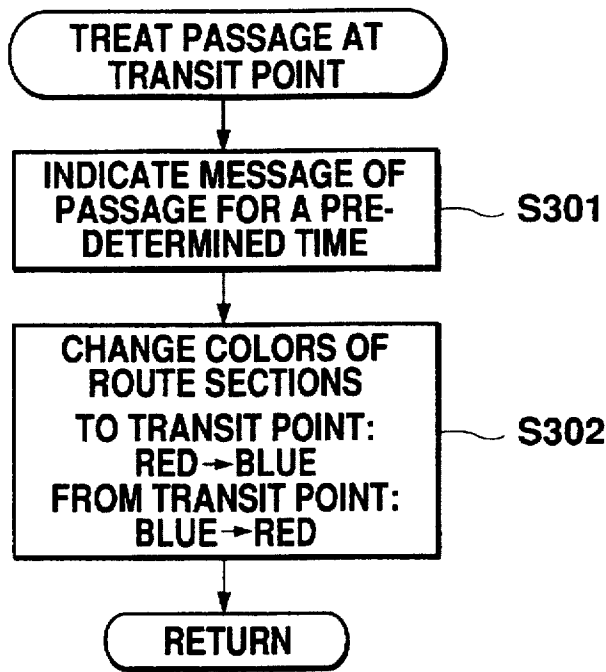 TREAT PASSAGE AT
TRANSIT POINT
INDICATE MESSAGE OF
PASSAGE FOR A PRE-
DETERMINED TIME
S301
CHANGE COLORS OF
ROUTE SECTIONS
TO TRANSIT POINT:
RED→BLUE
FROM TRANSIT POINT:
BLUE→RED
S302
RETURN